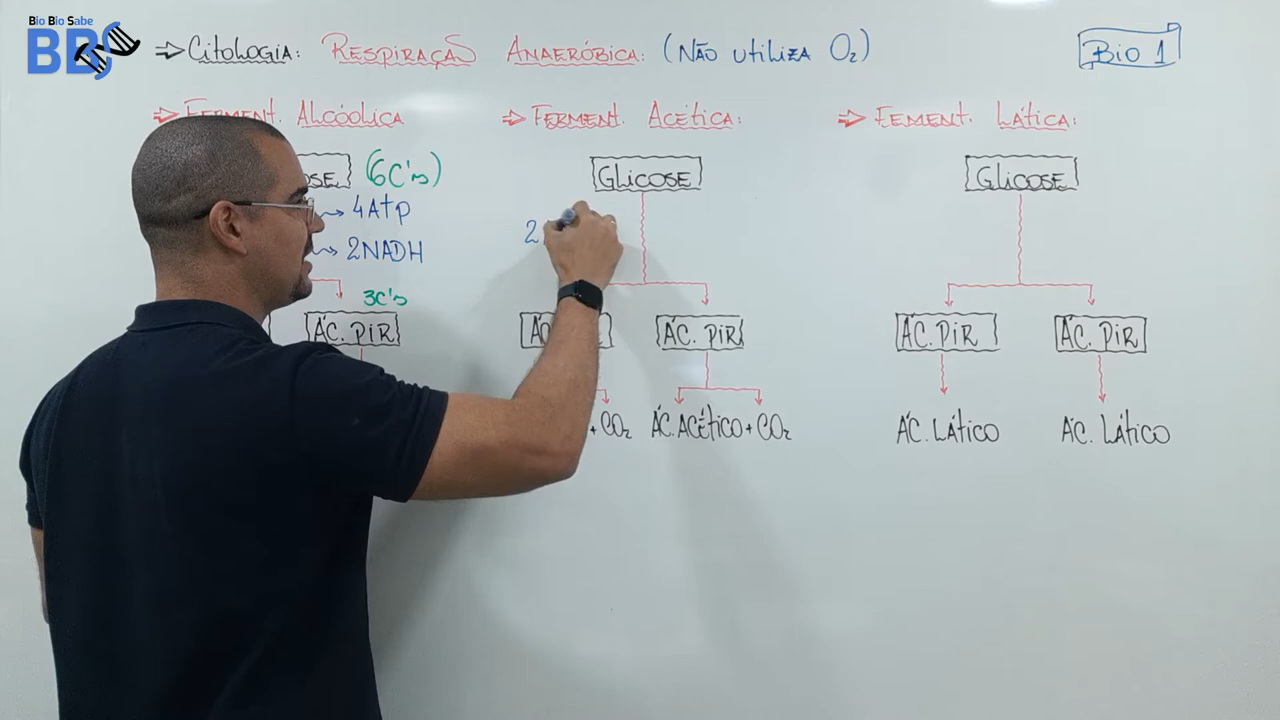 Bio Bio Sabe
BBS
⇒ Citologia: Respiração Anaeróbica: (Não utiliza O₂)
Bio 1
⇒ Ferment. Alcóolica
⇒ Ferment. Acética:
⇒ Fement. Lática:
(6C's)
Glicose
Glicose
4ATP
2
2NADH
3C's
Ác. Pir
Ác. Pir
Ác. Pir
Ác. Pir
+ CO₂
Ác. Acético + CO₂
Ác. Lático
Ác. Lático